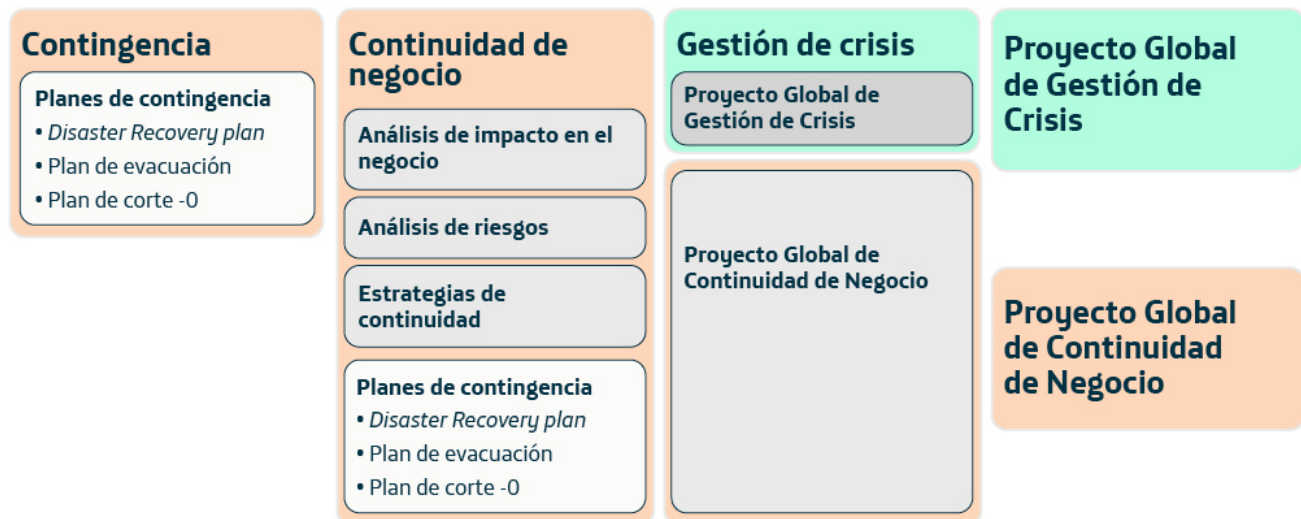 Contingencia
Planes de contingencia
• Disaster Recovery plan
• Plan de evacuación
• Plan de corte -0
Continuidad de
negocio
Análisis de impacto en el
negocio
Análisis de riesgos
Estrategias de
continuidad
Planes de contingencia
• Disaster Recovery plan
• Plan de evacuación
• Plan de corte -0
Gestión de crisis
Proyecto Global de
Gestión de Crisis
Proyecto Global de
Continuidad de Negocio
Proyecto Global
de Gestión de
Crisis
Proyecto Global
de Continuidad
de Negocio